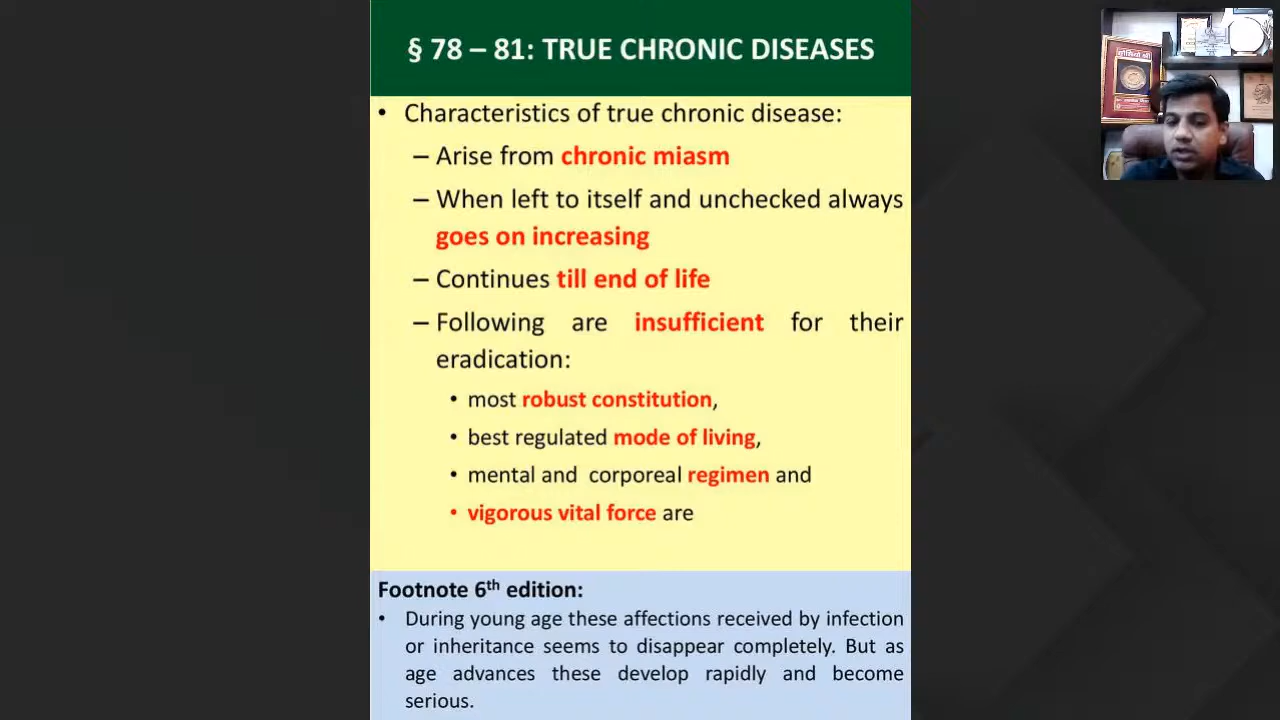 § 78 – 81: TRUE CHRONIC DISEASES
• Characteristics of true chronic disease:
– Arise from chronic miasm
– When left to itself and unchecked always
goes on increasing
– Continues till end of life
– Following are insufficient for their
eradication:
• most robust constitution,
• best regulated mode of living,
• mental and corporeal regimen and
• vigorous vital force are
Footnote 6th edition:
• During young age these affections received by infection
or inheritance seems to disappear completely. But as
age advances these develop rapidly and become
serious.